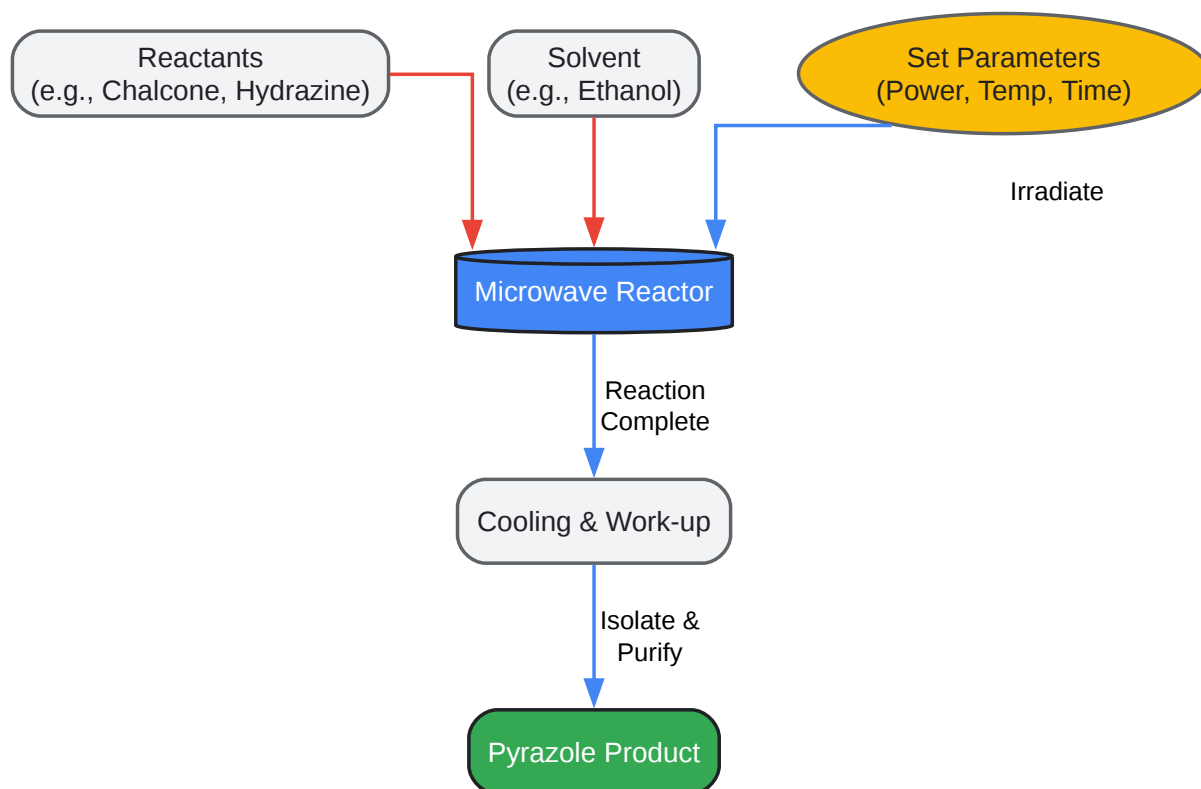 Reactants
(e.g., Chalcone, Hydrazine)
Solvent
(e.g., Ethanol)
Set Parameters
(Power, Temp, Time)
Irradiate
Microwave Reactor
Reaction
Complete
Cooling & Work-up
Isolate &
Purify
Pyrazole Product